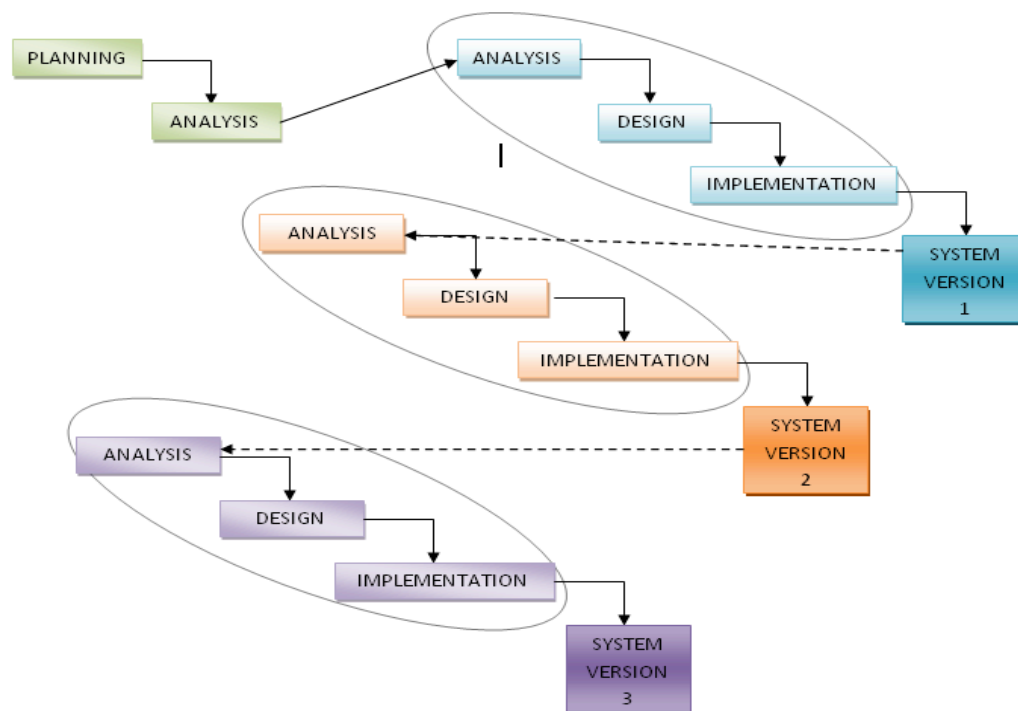 PLANNING
ANALYSIS
ANALYSIS
DESIGN
IMPLEMENTATION
SYSTEM
VERSION
1
ANALYSIS
DESIGN
IMPLEMENTATION
SYSTEM
VERSION
2
ANALYSIS
DESIGN
IMPLEMENTATION
SYSTEM
VERSION
3